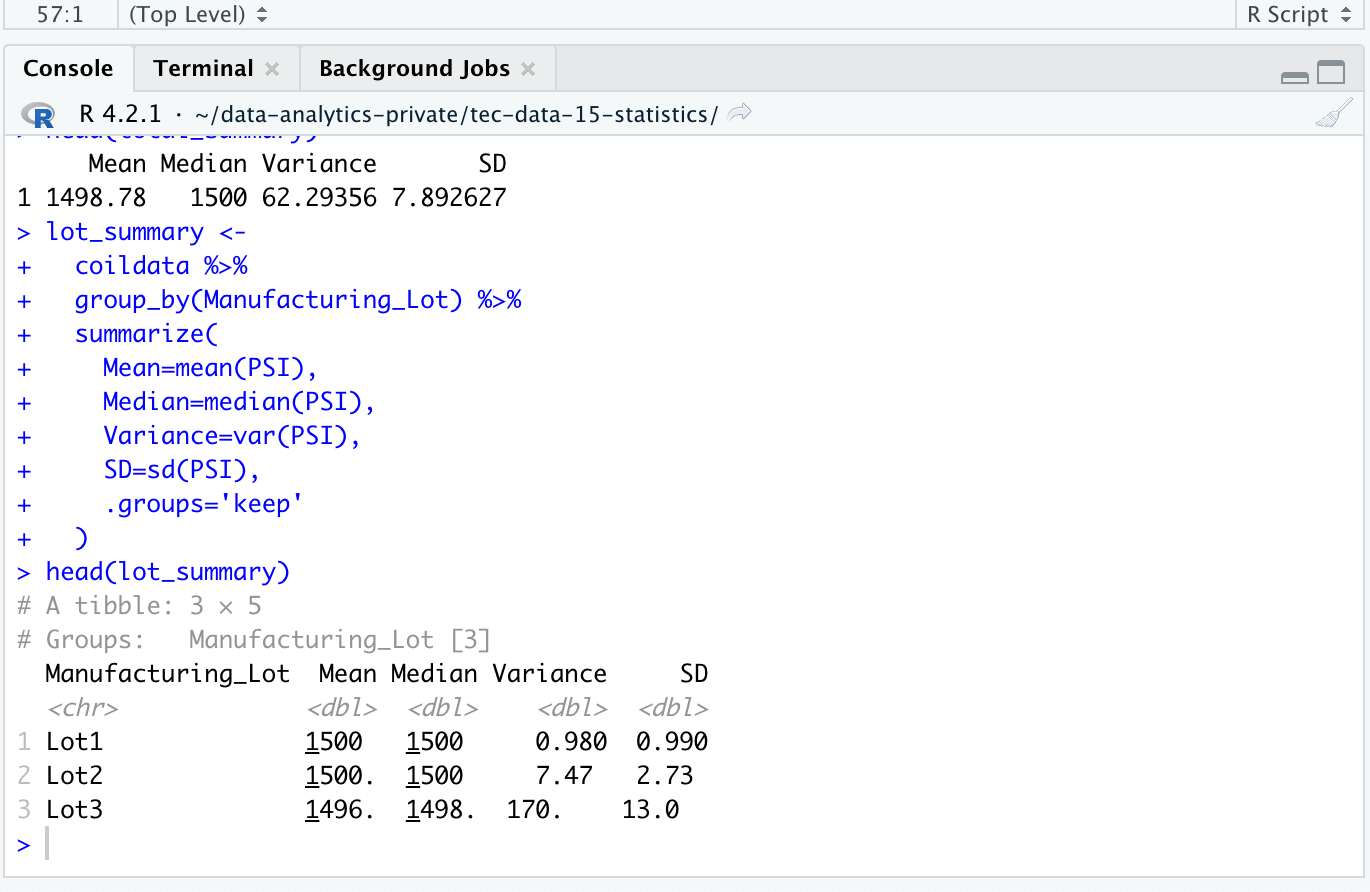 57:1 (Top Level) R Script
Console Terminal Background Jobs
R R 4.2.1 · ~/data-analytics-private/tec-data-15-statistics/
> head(total_summary)
     Mean Median Variance       SD
1 1498.78   1500 62.29356 7.892627
> lot_summary <-
+   coildata %>%
+   group_by(Manufacturing_Lot) %>%
+   summarize(
+     Mean=mean(PSI),
+     Median=median(PSI),
+     Variance=var(PSI),
+     SD=sd(PSI),
+     .groups='keep'
+   )
> head(lot_summary)
# A tibble: 3 × 5
# Groups:   Manufacturing_Lot [3]
  Manufacturing_Lot  Mean Median Variance     SD
  <chr>             <dbl>  <dbl>    <dbl>  <dbl>
1 Lot1              1500   1500     0.980  0.990
2 Lot2              1500.  1500     7.47   2.73
3 Lot3              1496.  1498.  170.    13.0
>